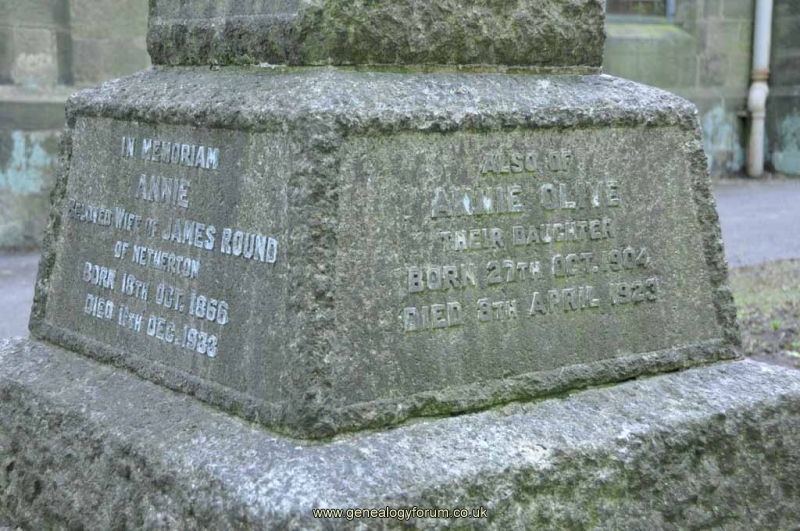 IN MEMORIAM
ANNIE
BELOVED WIFE OF JAMES ROUND
OF NETHERTON
BORN 18TH OCT. 1866
DIED 11TH DEC. 1933
ALSO OF
ANNIE OLIVE
THEIR DAUGHTER
BORN 27TH OCT. 1904
DIED APRIL 1923
www.genealogyforum.co.uk